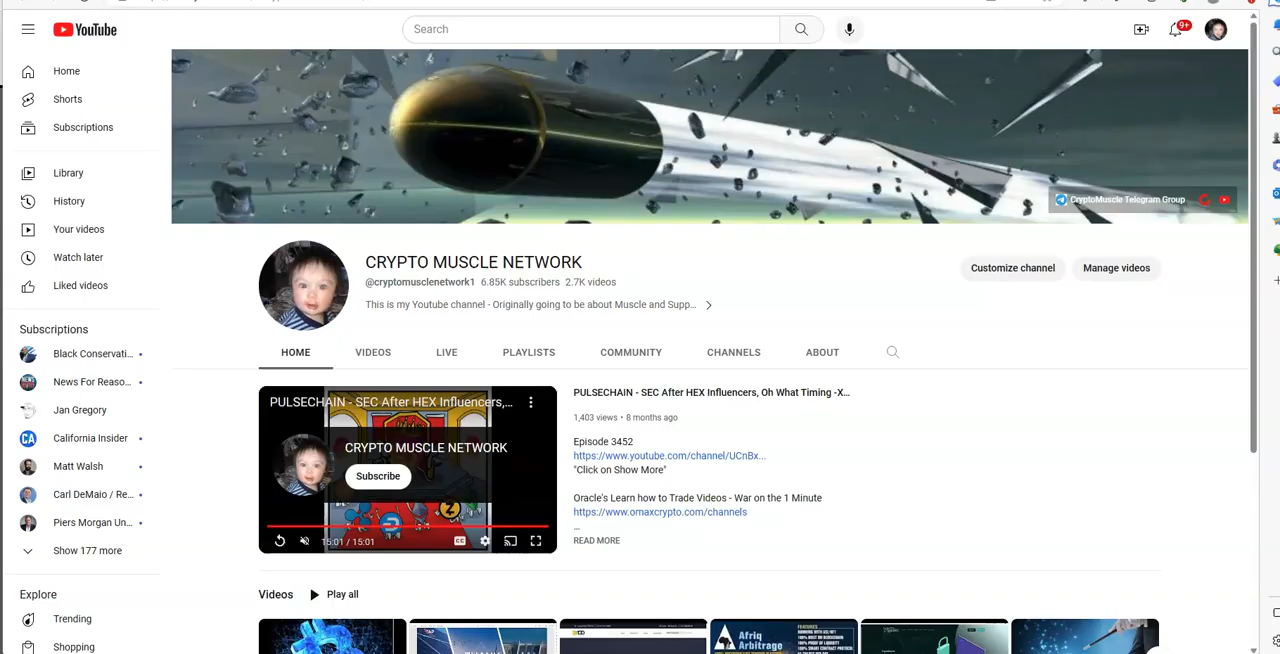 YouTube
Search
9+
Home
Shorts
Subscriptions
Library
History
Your videos
Watch later
Liked videos
Subscriptions
Black Conservati...
News For Reaso...
Jan Gregory
CA
California Insider
Matt Walsh
Carl DeMaio / Re...
Piers Morgan Un...
Show 177 more
Explore
Trending
Shopping
CryptoMuscle Telegram Group
CRYPTO MUSCLE NETWORK
@cryptomusclenetwork1 6.85K subscribers 2.7K videos
This is my Youtube channel - Originally going to be about Muscle and Supp...
Customize channel
Manage videos
HOME
VIDEOS
LIVE
PLAYLISTS
COMMUNITY
CHANNELS
ABOUT
PULSECHAIN - SEC After HEX Influencers,...
CRYPTO MUSCLE NETWORK
Subscribe
15:01 / 15:01
CC
PULSECHAIN - SEC After HEX Influencers, Oh What Timing -X...
1,403 views • 8 months ago
Episode 3452
https://www.youtube.com/channel/UCnBx...
"Click on Show More"
Oracle's Learn how to Trade Videos - War on the 1 Minute
https://www.omaxcrypto.com/channels
...
READ MORE
Videos
Play all
Afriq
Arbitrage
FEATURES